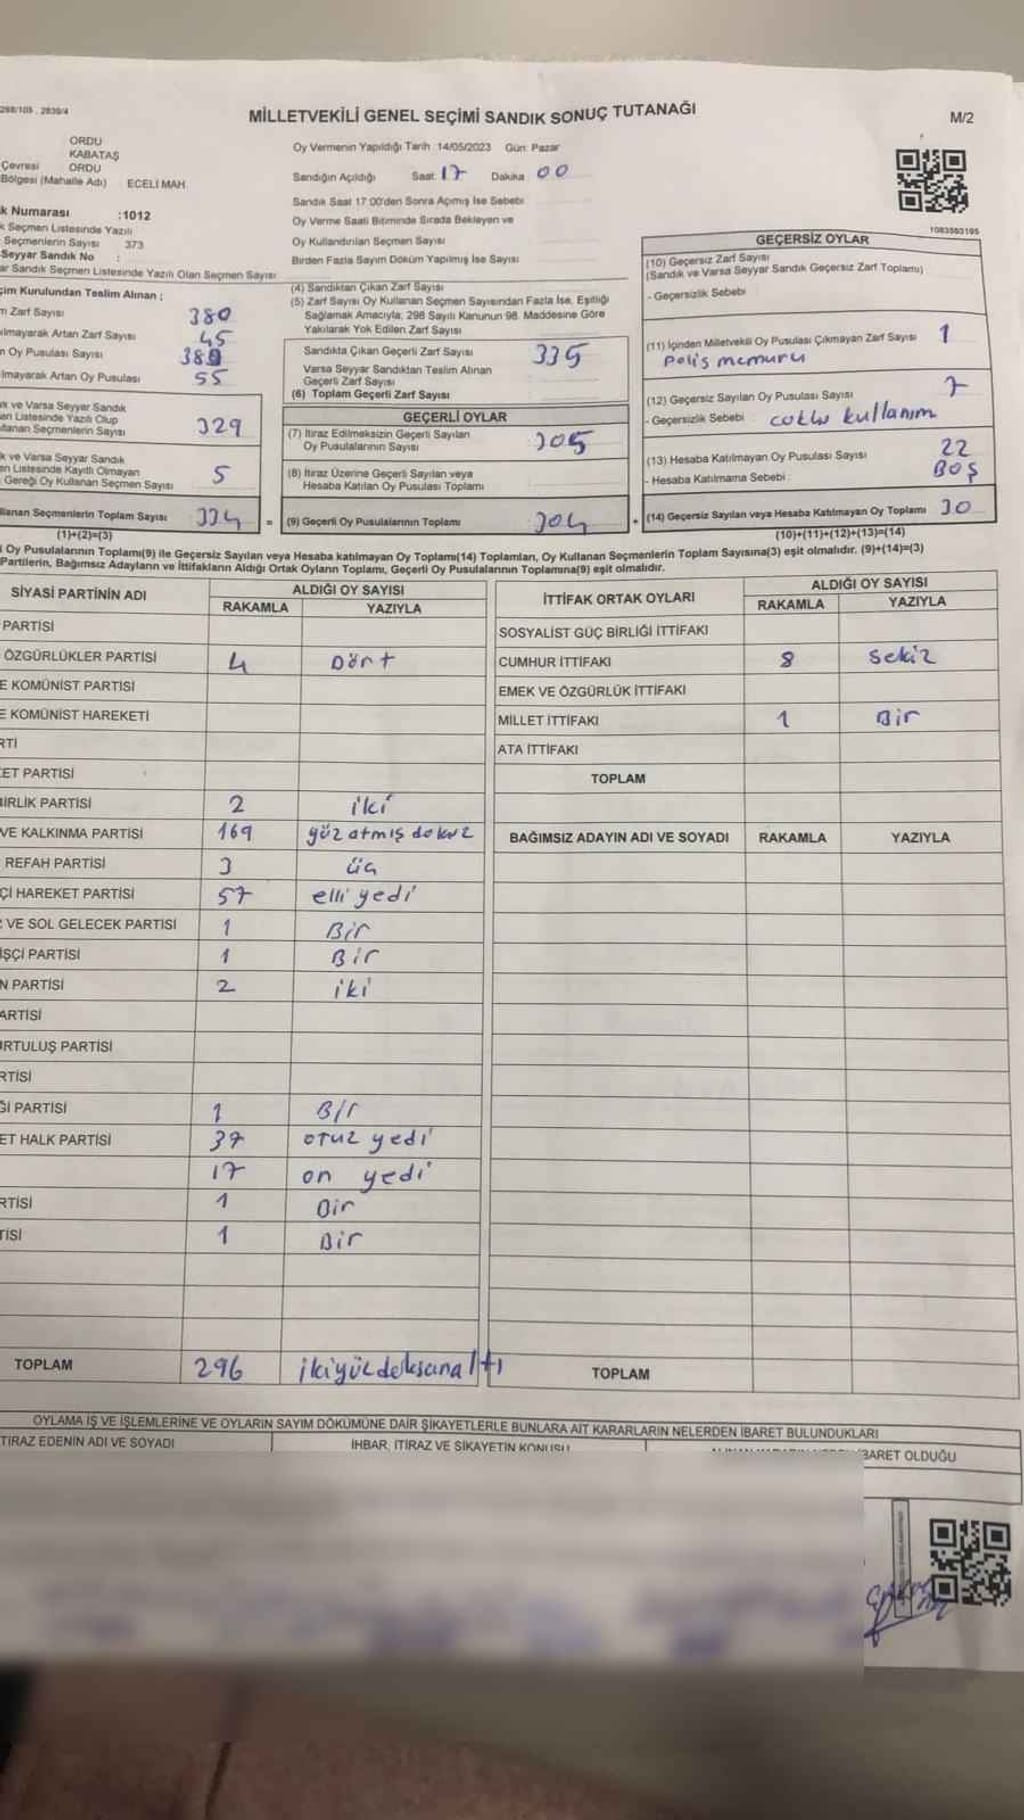 298/105 . 2839/4
MİLLETVEKİLİ GENEL SEÇİMİ SANDIK SONUÇ TUTANAĞI
M/2
ORDU
KABATAŞ
Çevresi ORDU
Bölgesi (Mahalle Adı) ECELİ MAH.
Oy Vermenin Yapıldığı Tarih :14/05/2023 Gün: Pazar
Sandığın Açıldığı Saat: 17 Dakika 00
Sandık Saat 17:00'den Sonra Açmış İse Sebebi
Oy Verme Saati Bitiminde Sırada Bekleyen ve
Oy Kullandırılan Seçmen Sayısı
Birden Fazla Sayım Döküm Yapılmış İse Sayısı
k Numarası :1012
k Seçmen Listesinde Yazılı
Seçmenlerin Sayısı 373
Seyyar Sandık No :
ar Sandık Seçmen Listesinde Yazılı Olan Seçmen Sayısı
1083563195
çim Kurulundan Teslim Alınan ;
n Zarf Sayısı 380
ılmayarak Artan Zarf Sayısı 45
n Oy Pusulası Sayısı 380
lmayarak Artan Oy Pusulası 55
ık ve Varsa Seyyar Sandık
en Listesinde Yazılı Olup
llanan Seçmenlerin Sayısı 329
k ve Varsa Seyyar Sandık
en Listesinde Kayıtlı Olmayan
Gereği Oy Kullanan Seçmen Sayısı 5
llanan Seçmenlerin Toplam Sayısı 334
(1)+(2)=(3)
(4) Sandıktan Çıkan Zarf Sayısı
(5) Zarf Sayısı Oy Kullanan Seçmen Sayısından Fazla İse, Eşitliği
Sağlamak Amacıyla; 298 Sayılı Kanunun 98. Maddesine Göre
Yakılarak Yok Edilen Zarf Sayısı
Sandıkta Çıkan Geçerli Zarf Sayısı 335
Varsa Seyyar Sandıktan Teslim Alınan
Geçerli Zarf Sayısı
(6) Toplam Geçerli Zarf Sayısı
GEÇERLİ OYLAR
(7) İtiraz Edilmeksizin Geçerli Sayılan
Oy Pusulalarının Sayısı 305
(8) İtiraz Üzerine Geçerli Sayılan veya
Hesaba Katılan Oy Pusulası Toplamı
= (9) Geçerli Oy Pusulalarının Toplamı 304 +
GEÇERSİZ OYLAR
(10) Geçersiz Zarf Sayısı
(Sandık ve Varsa Seyyar Sandık Geçersiz Zarf Toplamı)
- Geçersizlik Sebebi
(11) İçinden Milletvekili Oy Pusulası Çıkmayan Zarf Sayısı 1
polis memuru
(12) Geçersiz Sayılan Oy Pusulası Sayısı 7
- Geçersizlik Sebebi çoklu kullanım
(13) Hesaba Katılmayan Oy Pusulası Sayısı 22
- Hesaba Katılmama Sebebi : BOŞ
(14) Geçersiz Sayılan veya Hesaba Katılmayan Oy Toplamı 30
(10)+(11)+(12)+(13)=(14)
i Oy Pusulalarının Toplamı(9) ile Geçersiz Sayılan veya Hesaba katılmayan Oy Toplamı(14) Toplamları, Oy Kullanan Seçmenlerin Toplam Sayısına(3) eşit olmalıdır. (9)+(14)=(3)
Partilerin, Bağımsız Adayların ve İttifakların Aldığı Ortak Oyların Toplamı, Geçerli Oy Pusulalarının Toplamına(9) eşit olmalıdır.
SİYASİ PARTİNİN ADI ALDIĞI OY SAYISI
RAKAMLA YAZIYLA
PARTİSİ
ÖZGÜRLÜKLER PARTİSİ 4 Dört
E KOMÜNİST PARTİSİ
E KOMÜNİST HAREKETİ
RTİ
ET PARTİSİ
BİRLİK PARTİSİ 2 iki
VE KALKINMA PARTİSİ 169 yüz atmış dokuz
REFAH PARTİSİ 3 üç
Çİ HAREKET PARTİSİ 57 elli yedi
VE SOL GELECEK PARTİSİ 1 Bir
İŞÇİ PARTİSİ 1 Bir
N PARTİSİ 2 iki
ARTİSİ
URTULUŞ PARTİSİ
RTİSİ
Ğİ PARTİSİ 1 Bir
ET HALK PARTİSİ 37 otuz yedi
17 on yedi
RTİSİ 1 Bir
TİSİ 1 Bir
TOPLAM 296 ikiyüzdoksanaltı
İTTİFAK ORTAK OYLARI ALDIĞI OY SAYISI
RAKAMLA YAZIYLA
SOSYALİST GÜÇ BİRLİĞİ İTTİFAKI
CUMHUR İTTİFAKI 8 sekiz
EMEK VE ÖZGÜRLÜK İTTİFAKI
MİLLET İTTİFAKI 1 Bir
ATA İTTİFAKI
TOPLAM
BAĞIMSIZ ADAYIN ADI VE SOYADI RAKAMLA YAZIYLA
TOPLAM
OYLAMA İŞ VE İŞLEMLERİNE VE OYLARIN SAYIM DÖKÜMÜNE DAİR ŞİKAYETLERLE BUNLARA AİT KARARLARIN NELERDEN İBARET BULUNDUKLARI
TİRAZ EDENİN ADI VE SOYADI İHBAR, İTİRAZ VE ŞİKAYETİN KONUSU BARET OLDUĞU